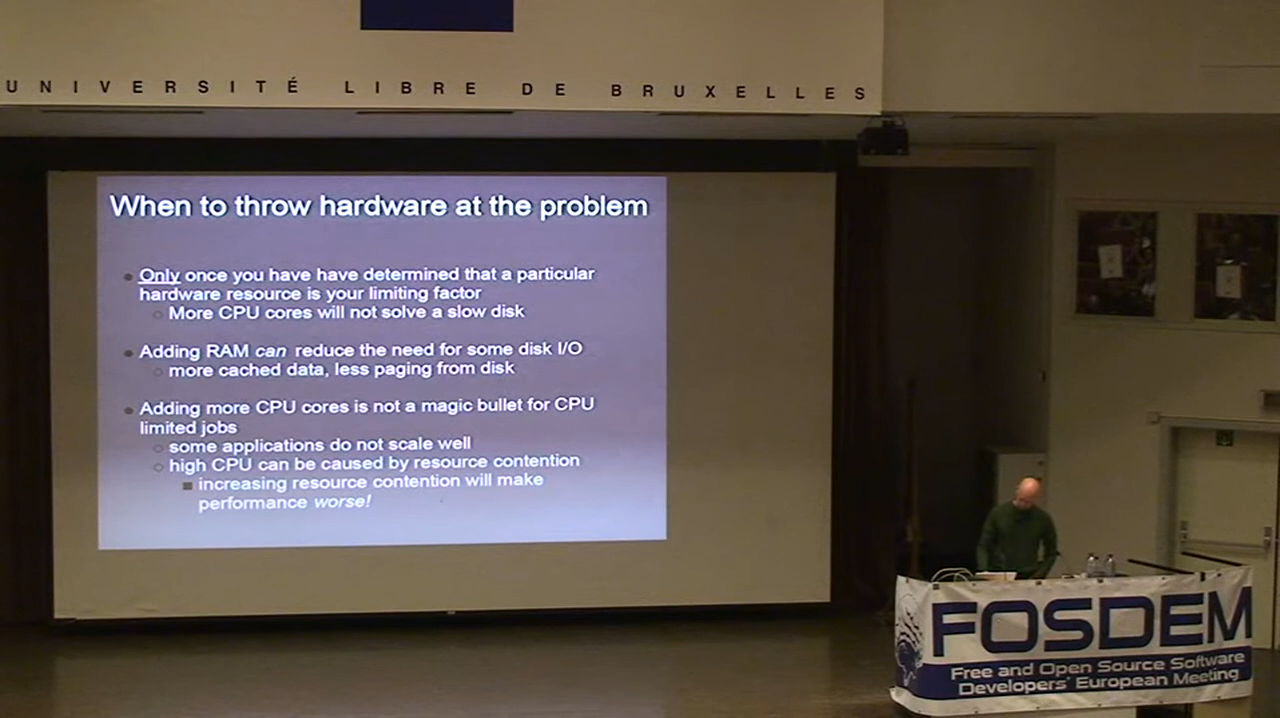 UNIVERSITÉ LIBRE DE BRUXELLES
When to throw hardware at the problem
Only once you have have determined that a particular
hardware resource is your limiting factor
More CPU cores will not solve a slow disk
Adding RAM can reduce the need for some disk I/O
more cached data, less paging from disk
Adding more CPU cores is not a magic bullet for CPU
limited jobs
some applications do not scale well
high CPU can be caused by resource contention
increasing resource contention will make
performance worse!
FOSDEM
Free and Open Source Software
Developers' European Meeting